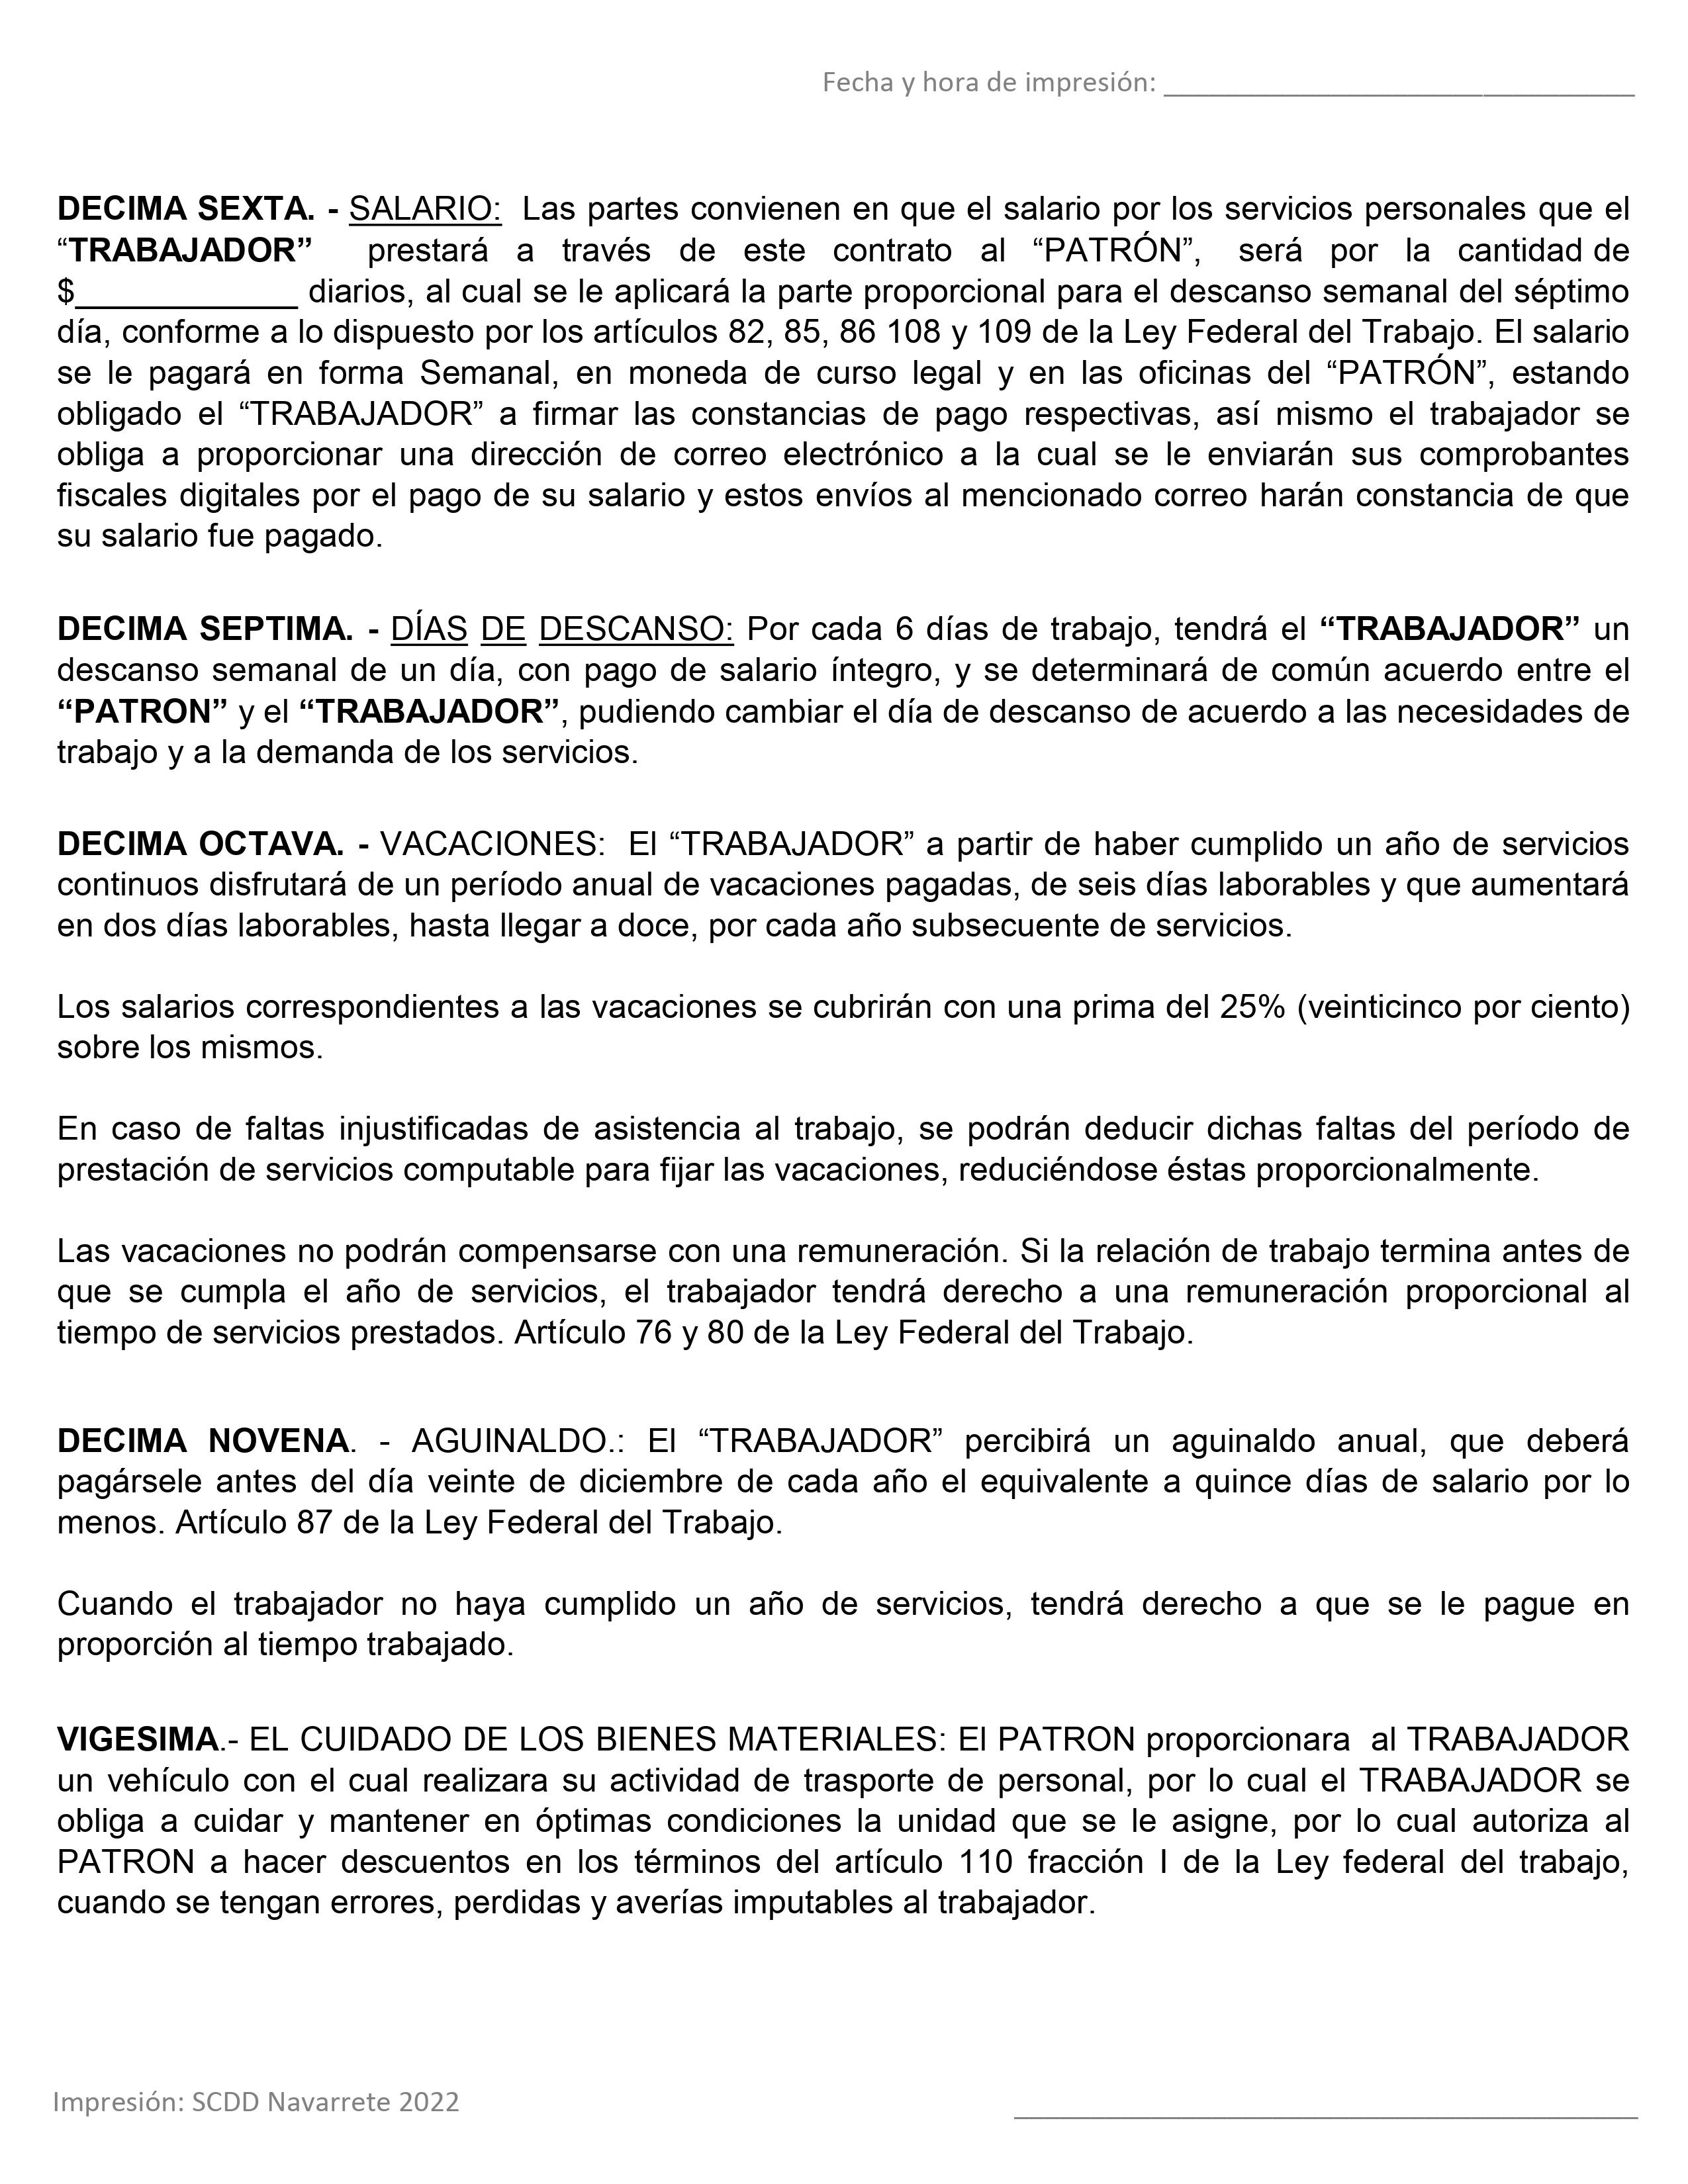 Fecha y hora de impresión: ______________________________
DECIMA SEXTA. - SALARIO: Las partes convienen en que el salario por los servicios personales que el
“TRABAJADOR” prestará a través de este contrato al “PATRÓN”, será por la cantidad de
$____________ diarios, al cual se le aplicará la parte proporcional para el descanso semanal del séptimo
día, conforme a lo dispuesto por los artículos 82, 85, 86 108 y 109 de la Ley Federal del Trabajo. El salario
se le pagará en forma Semanal, en moneda de curso legal y en las oficinas del “PATRÓN”, estando
obligado el “TRABAJADOR” a firmar las constancias de pago respectivas, así mismo el trabajador se
obliga a proporcionar una dirección de correo electrónico a la cual se le enviarán sus comprobantes
fiscales digitales por el pago de su salario y estos envíos al mencionado correo harán constancia de que
su salario fue pagado.
DECIMA SEPTIMA. - DÍAS DE DESCANSO: Por cada 6 días de trabajo, tendrá el “TRABAJADOR” un
descanso semanal de un día, con pago de salario íntegro, y se determinará de común acuerdo entre el
“PATRON” y el “TRABAJADOR”, pudiendo cambiar el día de descanso de acuerdo a las necesidades de
trabajo y a la demanda de los servicios.
DECIMA OCTAVA. - VACACIONES: El “TRABAJADOR” a partir de haber cumplido un año de servicios
continuos disfrutará de un período anual de vacaciones pagadas, de seis días laborables y que aumentará
en dos días laborables, hasta llegar a doce, por cada año subsecuente de servicios.
Los salarios correspondientes a las vacaciones se cubrirán con una prima del 25% (veinticinco por ciento)
sobre los mismos.
En caso de faltas injustificadas de asistencia al trabajo, se podrán deducir dichas faltas del período de
prestación de servicios computable para fijar las vacaciones, reduciéndose éstas proporcionalmente.
Las vacaciones no podrán compensarse con una remuneración. Si la relación de trabajo termina antes de
que se cumpla el año de servicios, el trabajador tendrá derecho a una remuneración proporcional al
tiempo de servicios prestados. Artículo 76 y 80 de la Ley Federal del Trabajo.
DECIMA NOVENA. - AGUINALDO.: El “TRABAJADOR” percibirá un aguinaldo anual, que deberá
pagársele antes del día veinte de diciembre de cada año el equivalente a quince días de salario por lo
menos. Artículo 87 de la Ley Federal del Trabajo.
Cuando el trabajador no haya cumplido un año de servicios, tendrá derecho a que se le pague en
proporción al tiempo trabajado.
VIGESIMA.- EL CUIDADO DE LOS BIENES MATERIALES: El PATRON proporcionara al TRABAJADOR
un vehículo con el cual realizara su actividad de trasporte de personal, por lo cual el TRABAJADOR se
obliga a cuidar y mantener en óptimas condiciones la unidad que se le asigne, por lo cual autoriza al
PATRON a hacer descuentos en los términos del artículo 110 fracción I de la Ley federal del trabajo,
cuando se tengan errores, perdidas y averías imputables al trabajador.
Impresión: SCDD Navarrete 2022 ________________________________________